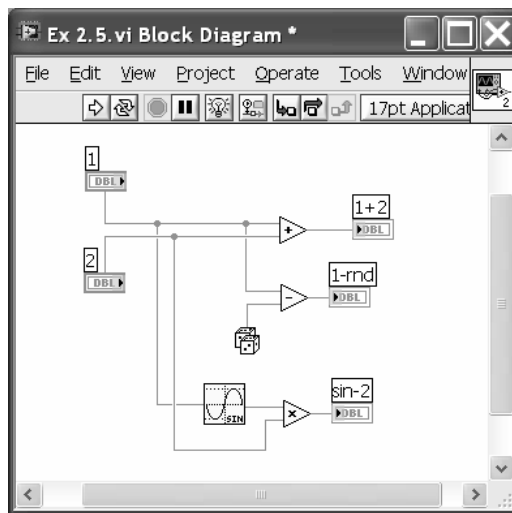 Ex 2.5.vi Block Diagram *
File Edit View Project Operate Tools Window
17pt Applicat
2
1
DBL
1+2
DBL
2
DBL
1-rnd
DBL
SIN
sin-2
DBL